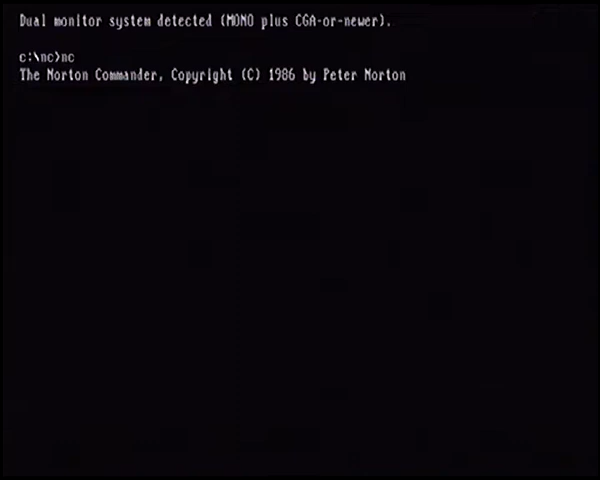 Dual monitor system detected (MONO plus CGA-or-newer).
c:\nc>nc
The Norton Commander, Copyright (C) 1986 by Peter Norton